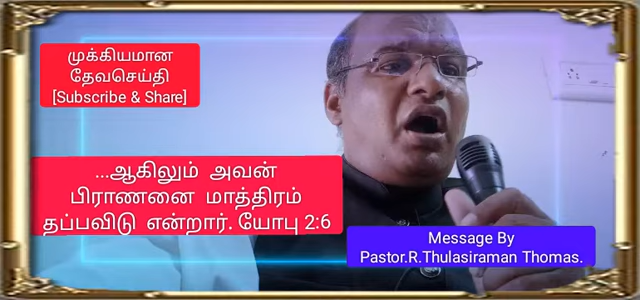 முக்கியமான
தேவசெய்தி
[Subscribe & Share]
...ஆகிலும் அவன்
பிராணனை மாத்திரம்
தப்பவிடு என்றார். யோபு 2:6
Message By
Pastor.R.Thulasiraman Thomas.